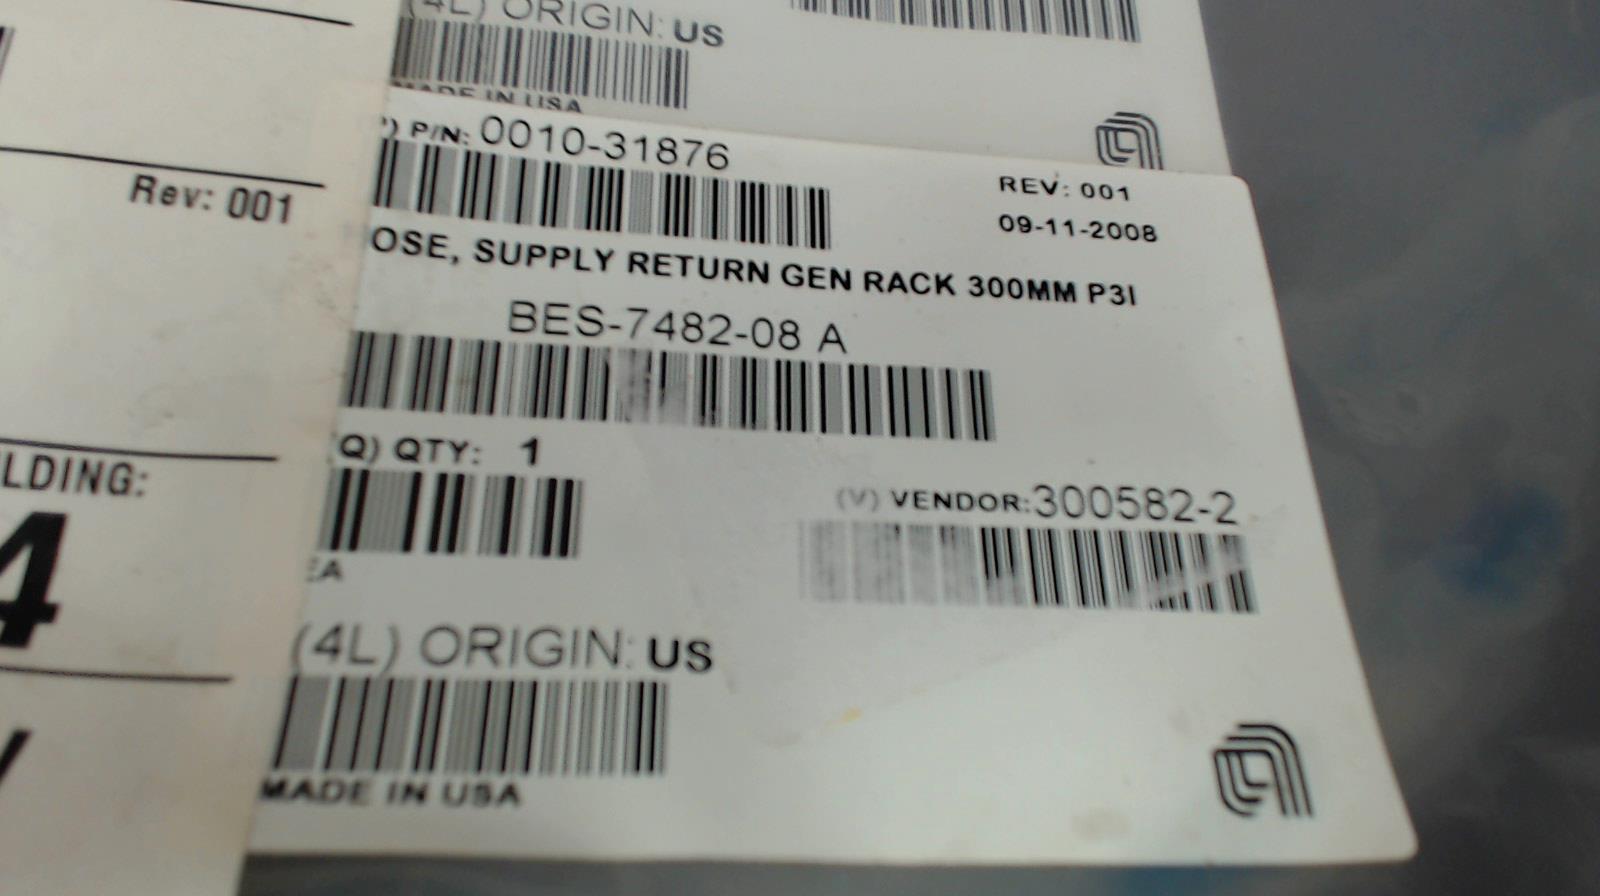 (4L) ORIGIN: US
MADE IN USA
P/N: 0010-31876
REV: 001
09-11-2008
Rev: 001
OSE, SUPPLY RETURN GEN RACK 300MM P3I
BES-7482-08 A
LDING:
4
Q) QTY: 1
(V) VENDOR:300582-2
EA
(4L) ORIGIN: US
MADE IN USA